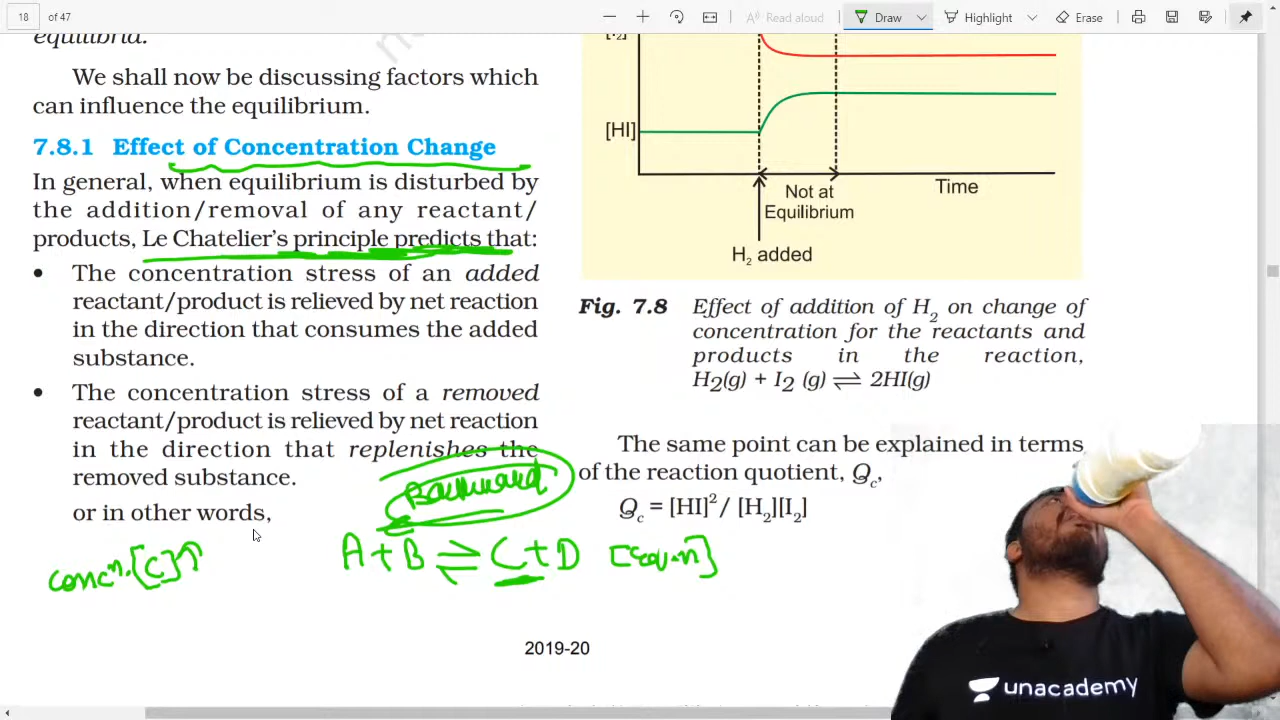 18 of 47
Read aloud
Draw
Highlight
Erase
equilibria.
We shall now be discussing factors which
can influence the equilibrium.
7.8.1 Effect of Concentration Change
In general, when equilibrium is disturbed by
the addition/removal of any reactant/
products, Le Chatelier's principle predicts that:
• The concentration stress of an added
reactant/product is relieved by net reaction
in the direction that consumes the added
substance.
• The concentration stress of a removed
reactant/product is relieved by net reaction
in the direction that replenishes the
removed substance.
or in other words,
Backward
concⁿ. [C]↑
A + B ⇌ C + D [equ.n]
[HI]
Not at
Equilibrium
Time
H₂ added
Fig. 7.8 Effect of addition of H₂ on change of
concentration for the reactants and
products in the reaction,
H₂(g) + I₂ (g) ⇌ 2HI(g)
The same point can be explained in terms
of the reaction quotient, Qc,
Qc = [HI]²/ [H₂][I₂]
2019-20
unacademy